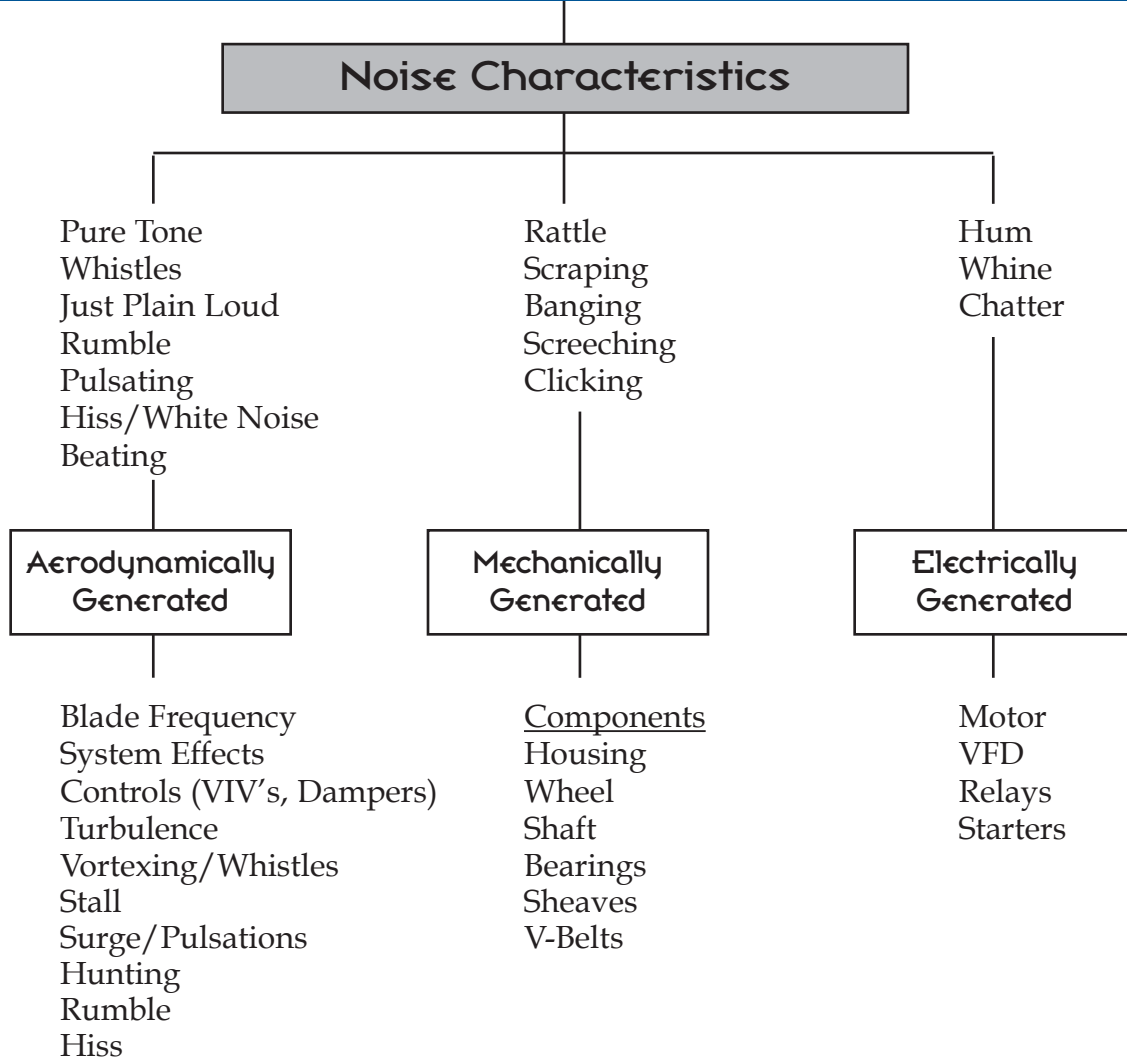 Noise Characteristics
Pure Tone
Whistles
Just Plain Loud
Rumble
Pulsating
Hiss/White Noise
Beating
Rattle
Scraping
Banging
Screeching
Clicking
Hum
Whine
Chatter
Aerodynamically
Generated
Mechanically
Generated
Electrically
Generated
Blade Frequency
System Effects
Controls (VIV's, Dampers)
Turbulence
Vortexing/Whistles
Stall
Surge/Pulsations
Hunting
Rumble
Hiss
Components
Housing
Wheel
Shaft
Bearings
Sheaves
V-Belts
Motor
VFD
Relays
Starters